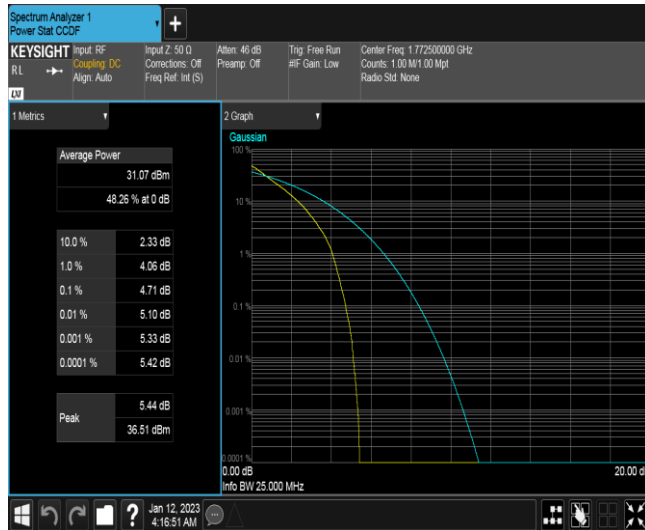 Spectrum Analyzer 1
Power Stat CCDF
+
KEYSIGHT
RL
LXI
Input: RF
Coupling: DC
Align: Auto
Input Z: 50 Ω
Corrections: Off
Freq Ref: Int (S)
Atten: 46 dB
Preamp: Off
Trig: Free Run
#IF Gain: Low
Center Freq: 1.772500000 GHz
Counts: 1.00 M/1.00 Mpt
Radio Std: None
1 Metrics
Average Power
31.07 dBm
48.26 % at 0 dB
10.0 % 2.33 dB
1.0 % 4.06 dB
0.1 % 4.71 dB
0.01 % 5.10 dB
0.001 % 5.33 dB
0.0001 % 5.42 dB
Peak
5.44 dB
36.51 dBm
2 Graph
Gaussian
100 %
10 %
1 %
0.1 %
0.01 %
0.001 %
0.0001 %
0.00 dB 20.00 d
Info BW 25.000 MHz
?
Jan 12, 2023
4:16:51 AM